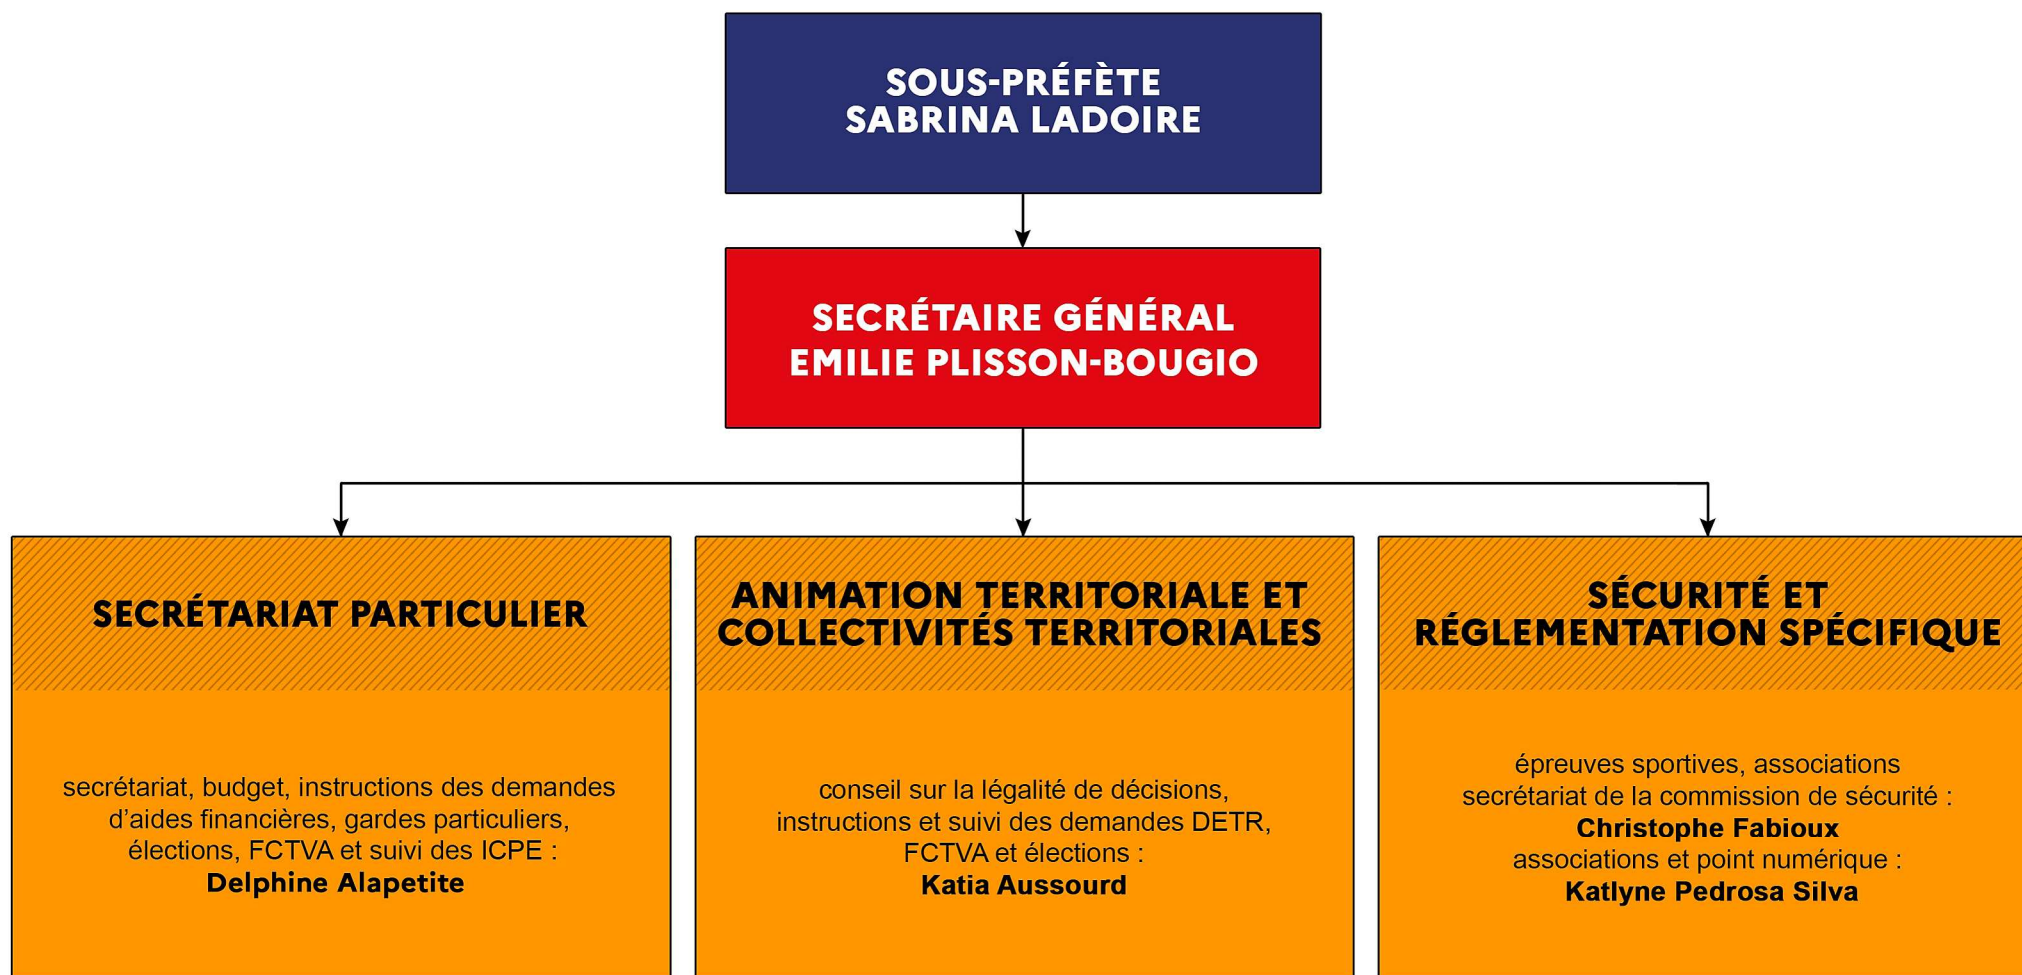 SOUS-PRÉFÈTE
SABRINA LADOIRE
SECRÉTAIRE GÉNÉRAL
EMILIE PLISSON-BOUGIO
SECRÉTARIAT PARTICULIER
secrétariat, budget, instructions des demandes
d'aides financières, gardes particuliers,
élections, FCTVA et suivi des ICPE :
Delphine Alapetite
ANIMATION TERRITORIALE ET
COLLECTIVITÉS TERRITORIALES
conseil sur la légalité de décisions,
instructions et suivi des demandes DETR,
FCTVA et élections :
Katia Aussourd
SÉCURITÉ ET
RÉGLEMENTATION SPÉCIFIQUE
épreuves sportives, associations
secrétariat de la commission de sécurité :
Christophe Fabioux
associations et point numérique :
Katlyne Pedrosa Silva